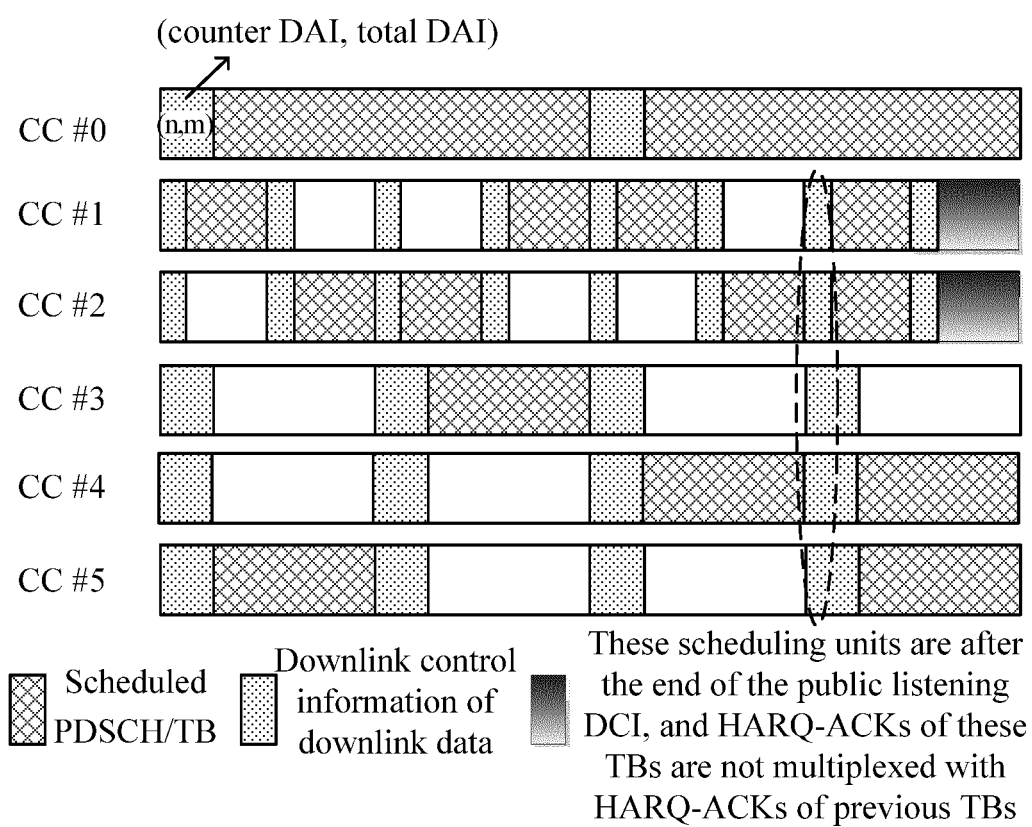 (counter DAI, total DAI)
CC #0
(n,m)
CC #1
CC #2
CC #3
CC #4
CC #5
Scheduled
PDSCH/TB
Downlink control
information of
downlink data
These scheduling units are after
the end of the public listening
DCI, and HARQ-ACKs of these
TBs are not multiplexed with
HARQ-ACKs of previous TBs